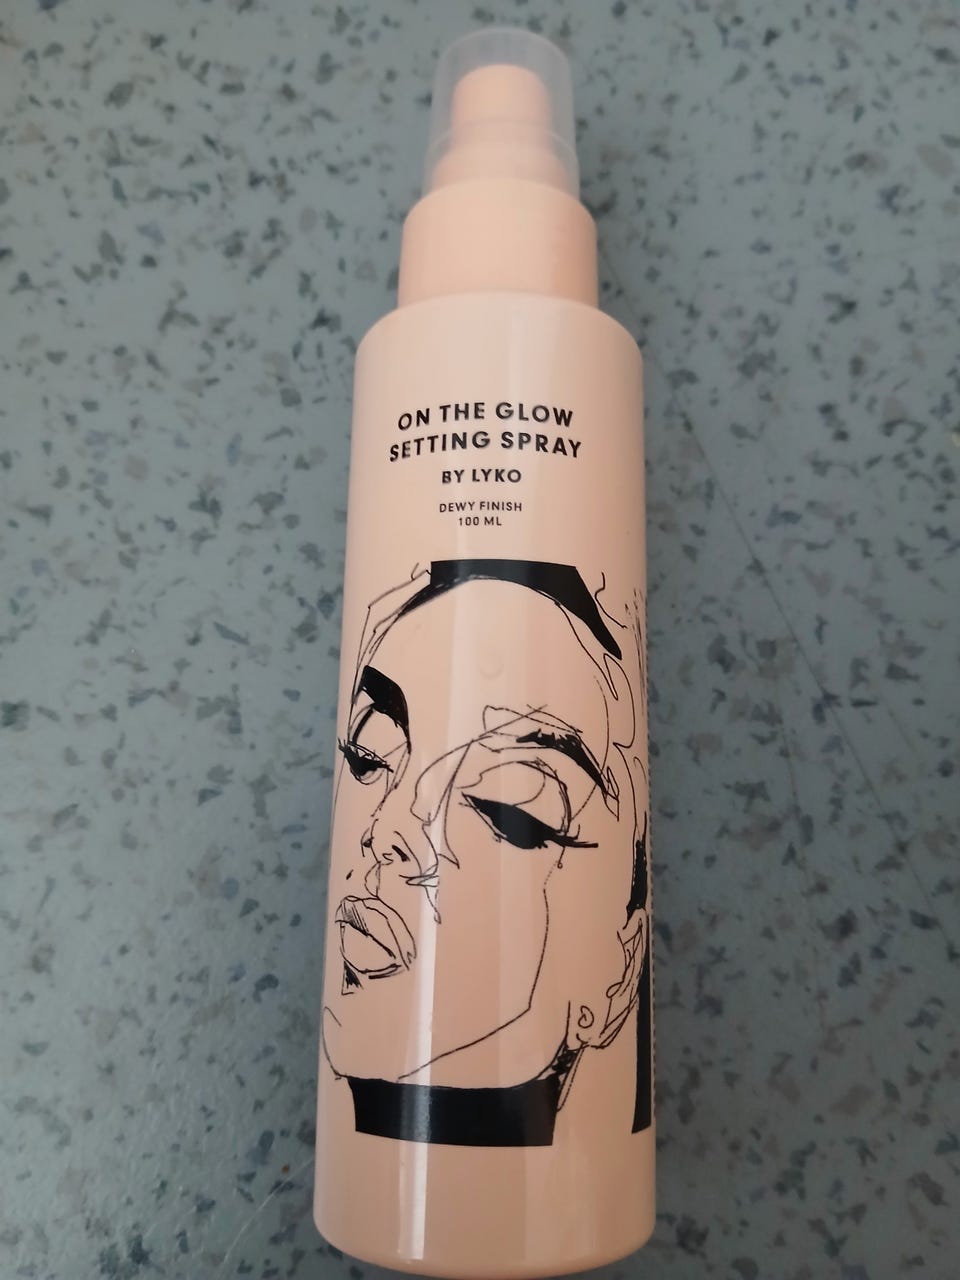 ON THE GLOW
SETTING SPRAY
BY LYKO
DEWY FINISH
100 ML